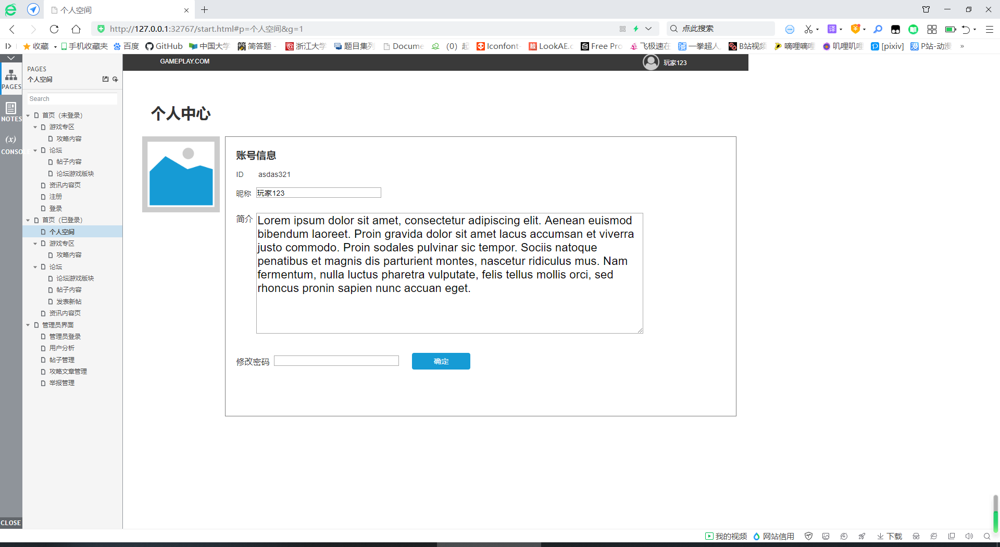 个人空间
http://127.0.0.1:32767/start.html#p=个人空间&g=1
点此搜索
译
收藏
手机收藏夹
百度
GitHub
中国大学
简答题 -
浙江大学
题目集列
Docume
(0) 起
Iconfont-
LookAE.c
Free Pro
飞极速在
一拳超人
B站视频
嘀哩嘀哩
叽哩叽哩
[pixiv]
P站-动漫
»
PAGES
NOTES
(x)
CONSOLE
CLOSE
PAGES
个人空间
Search
首页（未登录）
游戏专区
攻略内容
论坛
帖子内容
论坛游戏版块
资讯内容页
注册
登录
首页（已登录）
个人空间
游戏专区
攻略内容
论坛
论坛游戏版块
帖子内容
发表新帖
资讯内容页
管理员界面
管理员登录
用户分析
帖子管理
攻略文章管理
举报管理
GAMEPLAY.COM
玩家123
个人中心
账号信息
ID asdas321
昵称 玩家123
简介
Lorem ipsum dolor sit amet, consectetur adipiscing elit. Aenean euismod
bibendum laoreet. Proin gravida dolor sit amet lacus accumsan et viverra
justo commodo. Proin sodales pulvinar sic tempor. Sociis natoque
penatibus et magnis dis parturient montes, nascetur ridiculus mus. Nam
fermentum, nulla luctus pharetra vulputate, felis tellus mollis orci, sed
rhoncus pronin sapien nunc accuan eget.
修改密码
确定
我的视频
网站信用
下载